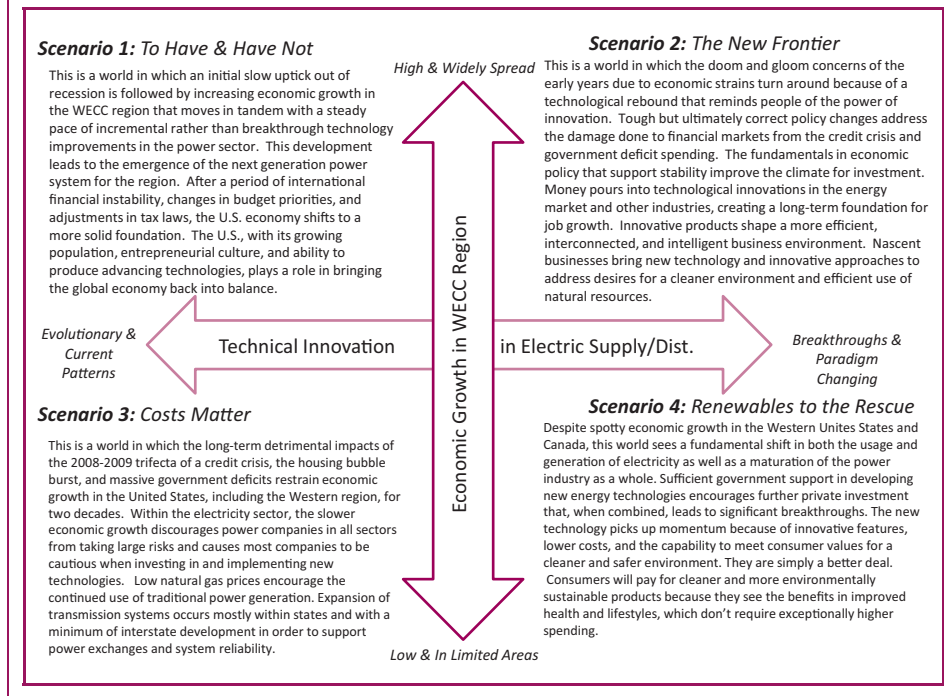 Scenario 1: To Have & Have Not
This is a world in which an initial slow uptick out of
recession is followed by increasing economic growth in
the WECC region that moves in tandem with a steady
pace of incremental rather than breakthrough technology
improvements in the power sector. This development
leads to the emergence of the next generation power
system for the region. After a period of international
financial instability, changes in budget priorities, and
adjustments in tax laws, the U.S. economy shifts to a
more solid foundation. The U.S., with its growing
population, entrepreneurial culture, and ability to
produce advancing technologies, plays a role in bringing
the global economy back into balance.
High & Widely Spread
Scenario 2: The New Frontier
This is a world in which the doom and gloom concerns of the
early years due to economic strains turn around because of a
technological rebound that reminds people of the power of
innovation. Tough but ultimately correct policy changes address
the damage done to financial markets from the credit crisis and
government deficit spending. The fundamentals in economic
policy that support stability improve the climate for investment.
Money pours into technological innovations in the energy
market and other industries, creating a long-term foundation for
job growth. Innovative products shape a more efficient,
interconnected, and intelligent business environment. Nascent
businesses bring new technology and innovative approaches to
address desires for a cleaner environment and efficient use of
natural resources.
Evolutionary &
Current
Patterns
Technical Innovation in Electric Supply/Dist.
Economic Growth in WECC Region
Breakthroughs &
Paradigm
Changing
Scenario 3: Costs Matter
This is a world in which the long-term detrimental impacts of
the 2008-2009 trifecta of a credit crisis, the housing bubble
burst, and massive government deficits restrain economic
growth in the United States, including the Western region, for
two decades. Within the electricity sector, the slower
economic growth discourages power companies in all sectors
from taking large risks and causes most companies to be
cautious when investing in and implementing new
technologies. Low natural gas prices encourage the
continued use of traditional power generation. Expansion of
transmission systems occurs mostly within states and with a
minimum of interstate development in order to support
power exchanges and system reliability.
Low & In Limited Areas
Scenario 4: Renewables to the Rescue
Despite spotty economic growth in the Western Unites States and
Canada, this world sees a fundamental shift in both the usage and
generation of electricity as well as a maturation of the power
industry as a whole. Sufficient government support in developing
new energy technologies encourages further private investment
that, when combined, leads to significant breakthroughs. The new
technology picks up momentum because of innovative features,
lower costs, and the capability to meet consumer values for a
cleaner and safer environment. They are simply a better deal.
Consumers will pay for cleaner and more environmentally
sustainable products because they see the benefits in improved
health and lifestyles, which don't require exceptionally higher
spending.